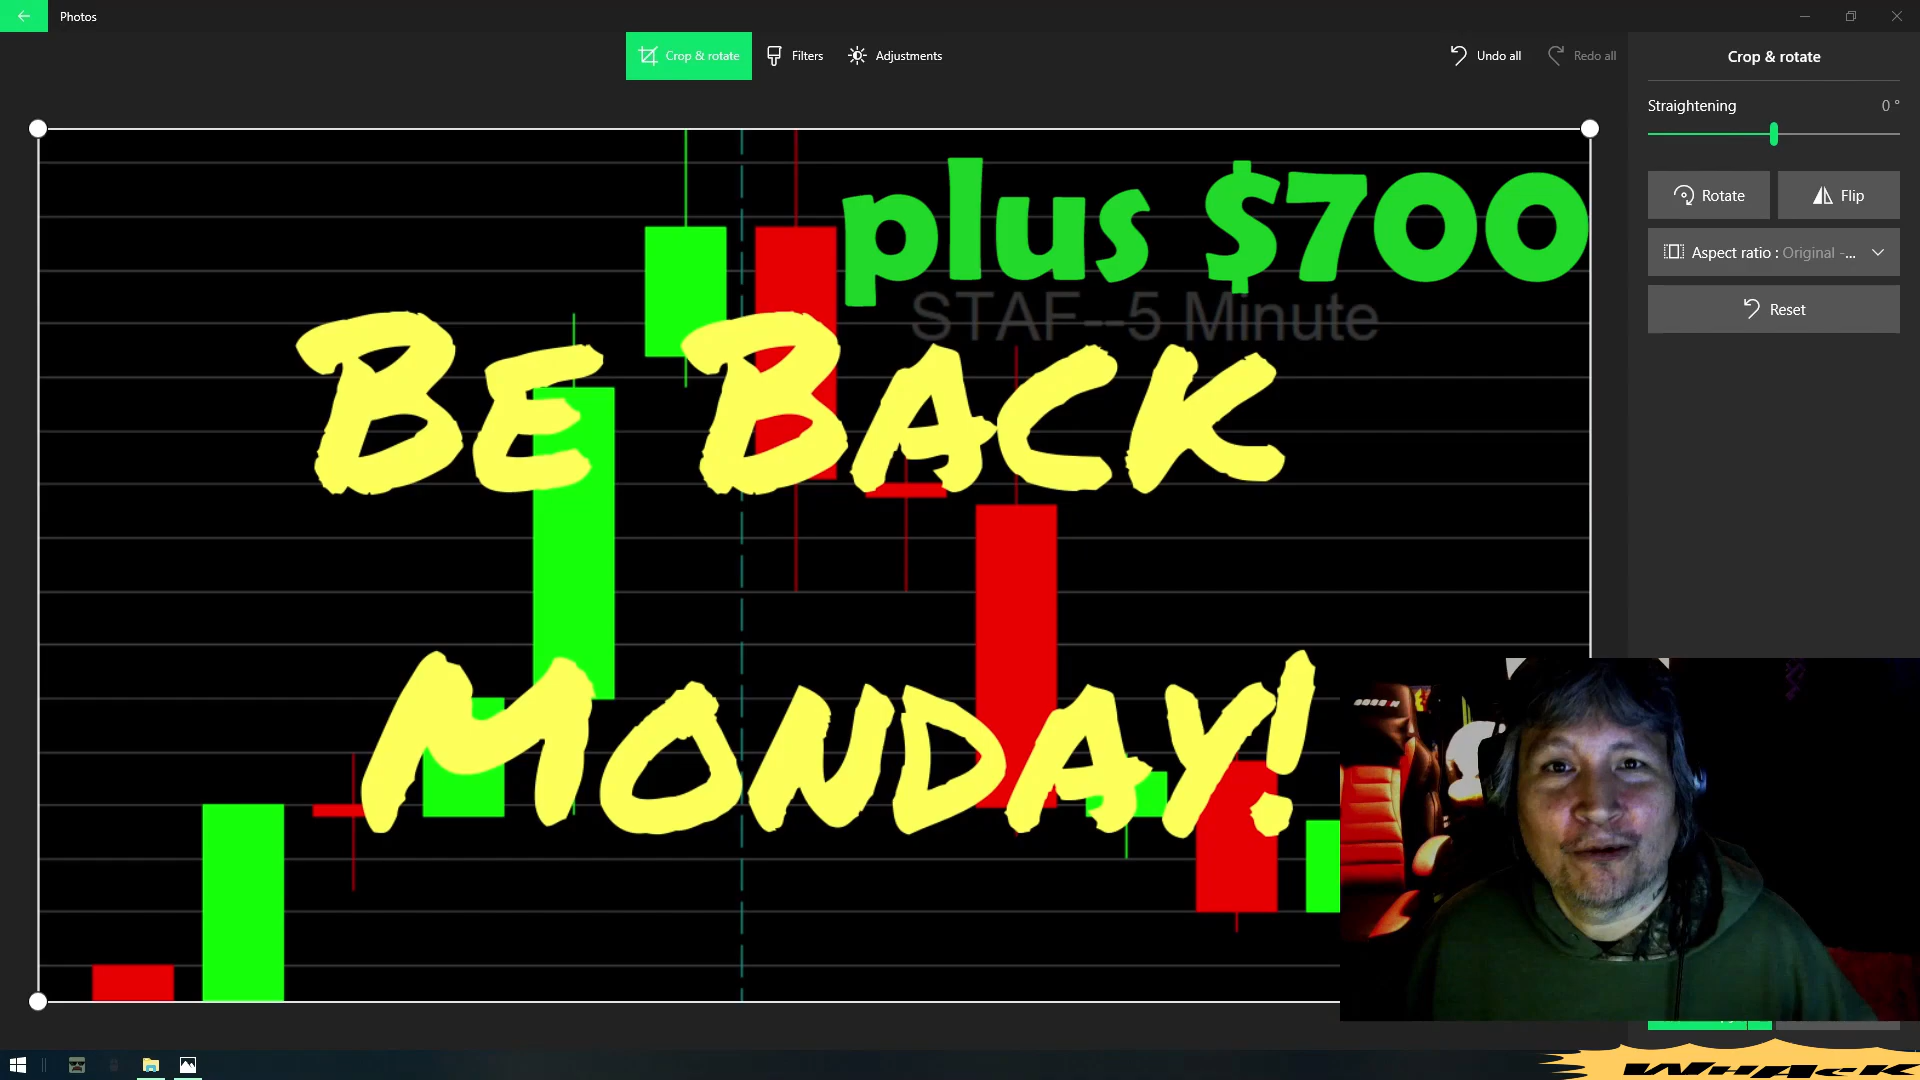 Photos
Crop & rotate
Filters
Adjustments
Undo all
Redo all
Crop & rotate
Straightening
0 °
Rotate
Flip
Aspect ratio : Original -...
Reset
plus $700
STAF--5 Minute
Be Back
Monday!
WHACK